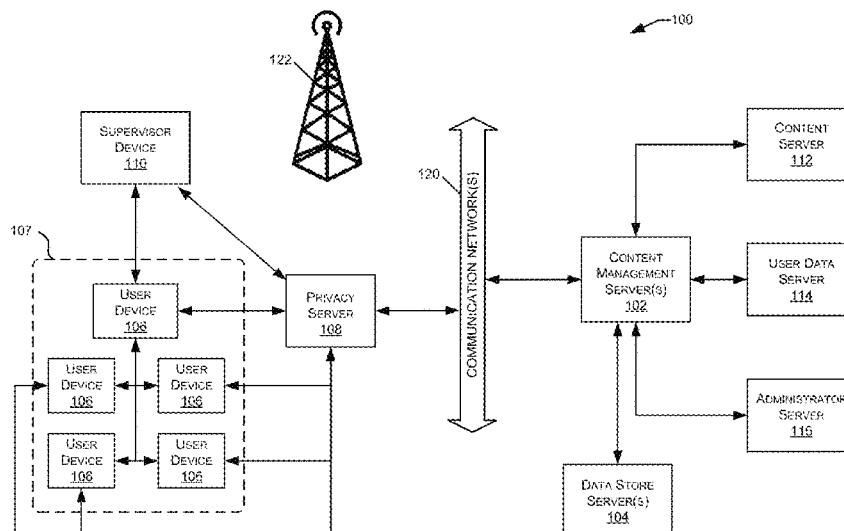 100
122
SUPERVISOR
DEVICE
110
CONTENT
SERVER
112
120
COMMUNICATION NETWORK(S)
107
USER
DEVICE
106
PRIVACY
SERVER
108
CONTENT
MANAGEMENT
SERVER(S)
102
USER DATA
SERVER
114
USER
DEVICE
106
USER
DEVICE
106
ADMINISTRATOR
SERVER
116
USER
DEVICE
106
USER
DEVICE
106
DATA STORE
SERVER(S)
104